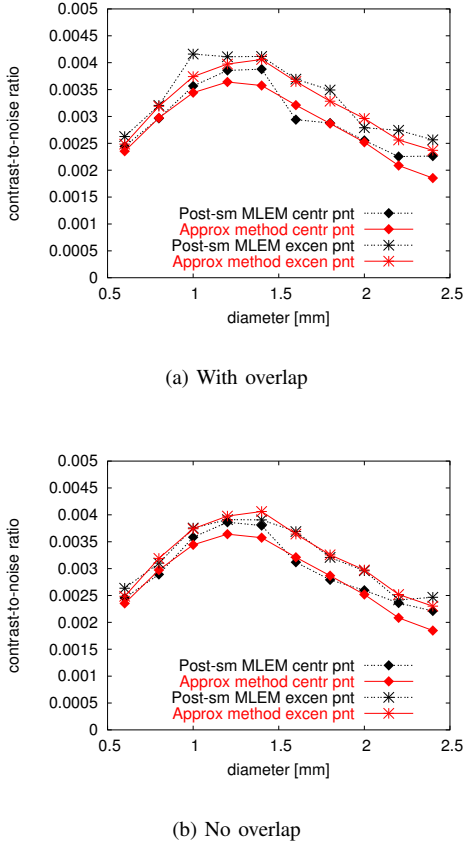 0.005
0.0045
0.004
0.0035
0.003
0.0025
0.002
0.0015
0.001
0.0005
0
contrast-to-noise ratio
Post-sm MLEM centr pnt
Approx method centr pnt
Post-sm MLEM excen pnt
Approx method excen pnt
0.5 1 1.5 2 2.5
diameter [mm]
(a) With overlap
0.005
0.0045
0.004
0.0035
0.003
0.0025
0.002
0.0015
0.001
0.0005
0
contrast-to-noise ratio
Post-sm MLEM centr pnt
Approx method centr pnt
Post-sm MLEM excen pnt
Approx method excen pnt
0.5 1 1.5 2 2.5
diameter [mm]
(b) No overlap